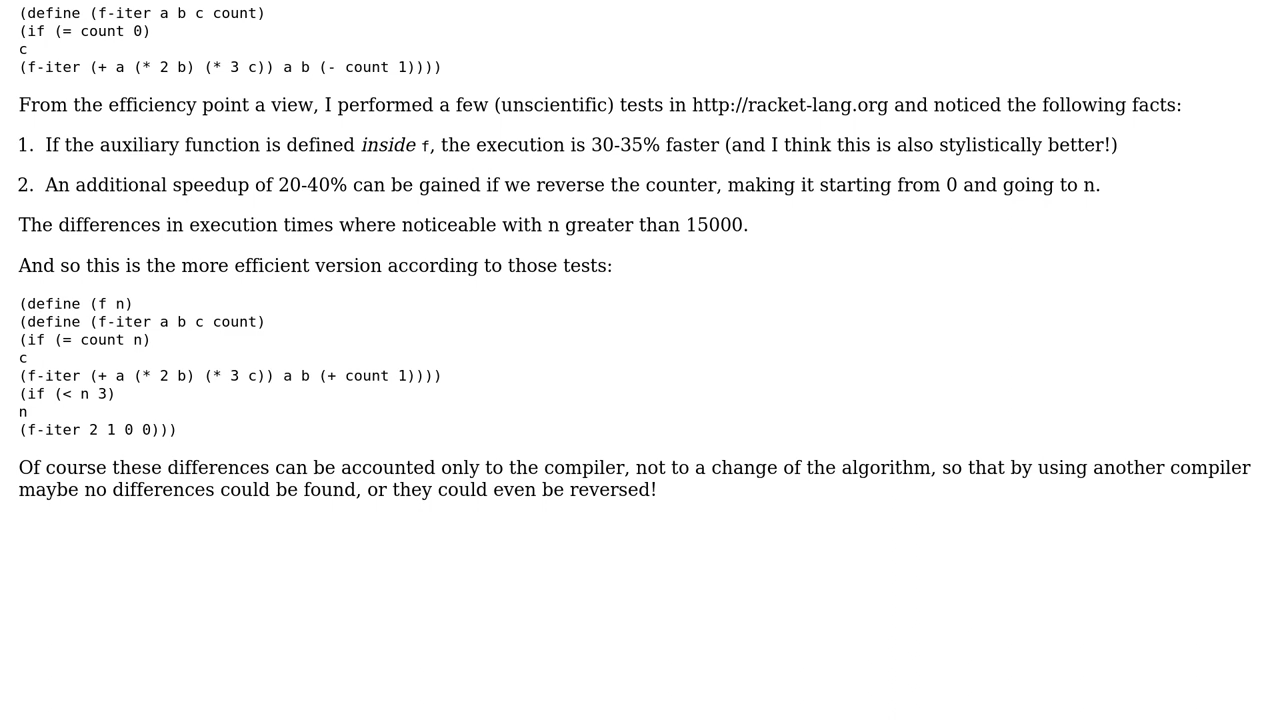 (define (f-iter a b c count)
(if (= count 0)
c
(f-iter (+ a (* 2 b) (* 3 c)) a b (- count 1))))
From the efficiency point a view, I performed a few (unscientific) tests in http://racket-lang.org and noticed the following facts:
1. If the auxiliary function is defined inside f, the execution is 30-35% faster (and I think this is also stylistically better!)
2. An additional speedup of 20-40% can be gained if we reverse the counter, making it starting from 0 and going to n.
The differences in execution times where noticeable with n greater than 15000.
And so this is the more efficient version according to those tests:
(define (f n)
(define (f-iter a b c count)
(if (= count n)
c
(f-iter (+ a (* 2 b) (* 3 c)) a b (+ count 1))))
(if (< n 3)
n
(f-iter 2 1 0 0)))
Of course these differences can be accounted only to the compiler, not to a change of the algorithm, so that by using another compiler
maybe no differences could be found, or they could even be reversed!